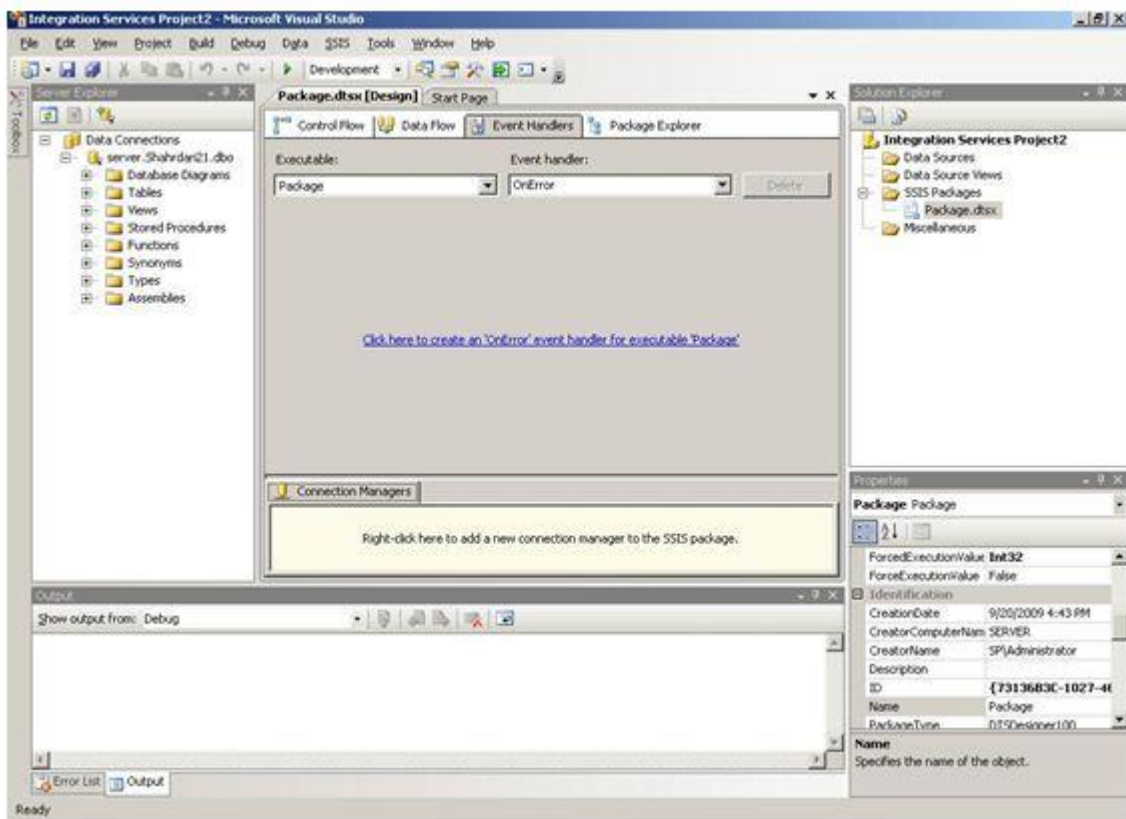 Integration Services Project2 - Microsoft Visual Studio
File Edit View Project Build Debug Data SSIS Tools Window Help
Development
Toolbox
Server Explorer
Data Connections
server.Shahrdari21.dbo
Database Diagrams
Tables
Views
Stored Procedures
Functions
Synonyms
Types
Assemblies
Package.dtsx [Design] Start Page
Control Flow Data Flow Event Handlers Package Explorer
Executable: Event handler:
Package OnError Delete
Click here to create an 'OnError' event handler for executable 'Package'
Connection Managers
Right-click here to add a new connection manager to the SSIS package.
Solution Explorer
Integration Services Project2
Data Sources
Data Source Views
SSIS Packages
Package.dtsx
Miscellaneous
Properties
Package Package
ForcedExecutionValue Int32
ForceExecutionValue False
Identification
CreationDate 9/20/2009 4:43 PM
CreatorComputerNam SERVER
CreatorName SP\Administrator
Description
ID {7313683C-1027-46
Name Package
PackageType DTSDesigner100
Name
Specifies the name of the object.
Output
Show output from: Debug
Error List Output
Ready